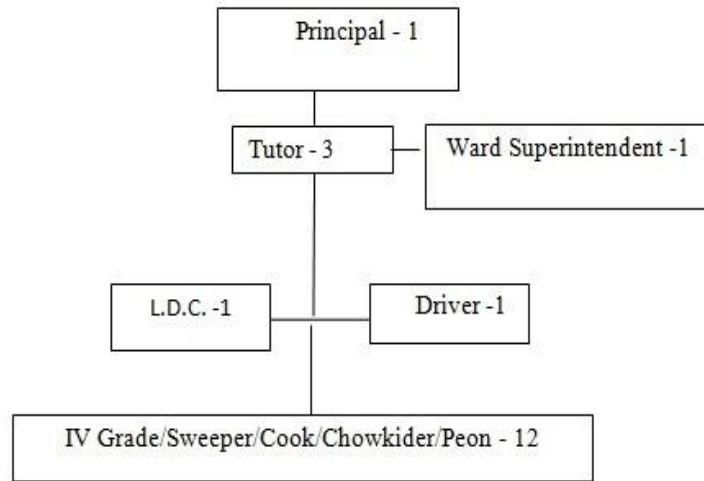 Principal - 1
Tutor - 3
Ward Superintendent -1
L.D.C. -1
Driver -1
IV Grade/Sweeper/Cook/Chowkider/Peon - 12